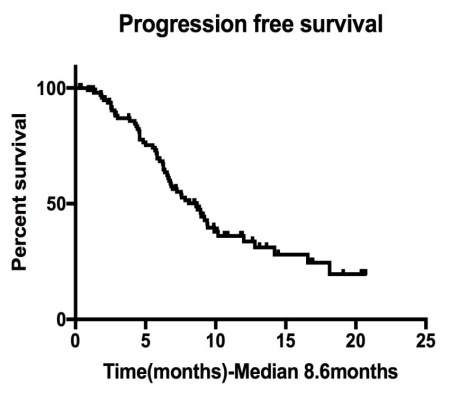 Progression free survival
100
50
0
Percent survival
0 5 10 15 20 25
Time(months)-Median 8.6months